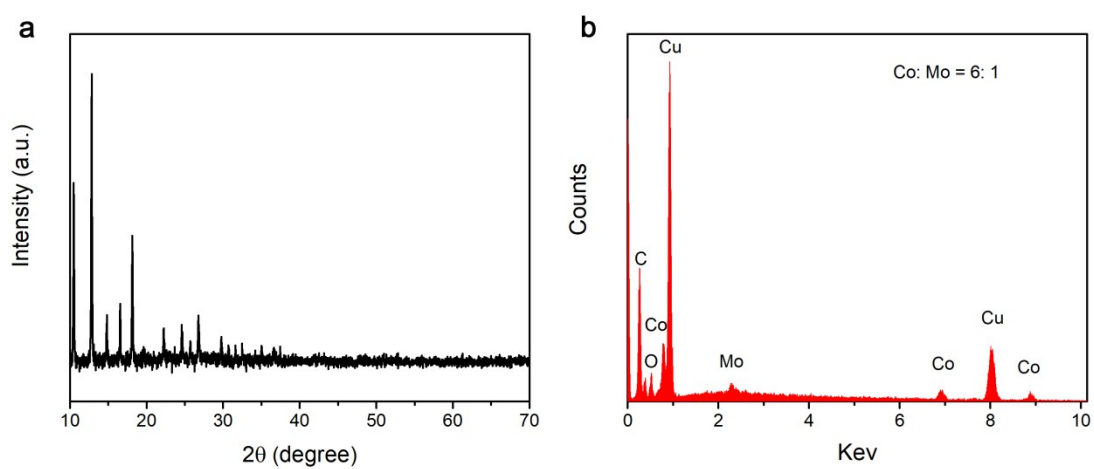 a
Intensity (a.u.)
10 20 30 40 50 60 70
2θ (degree)
b
Cu
Co: Mo = 6: 1
Counts
C
Co
O
Mo
Co
Cu
Co
0 2 4 6 8 10
Kev